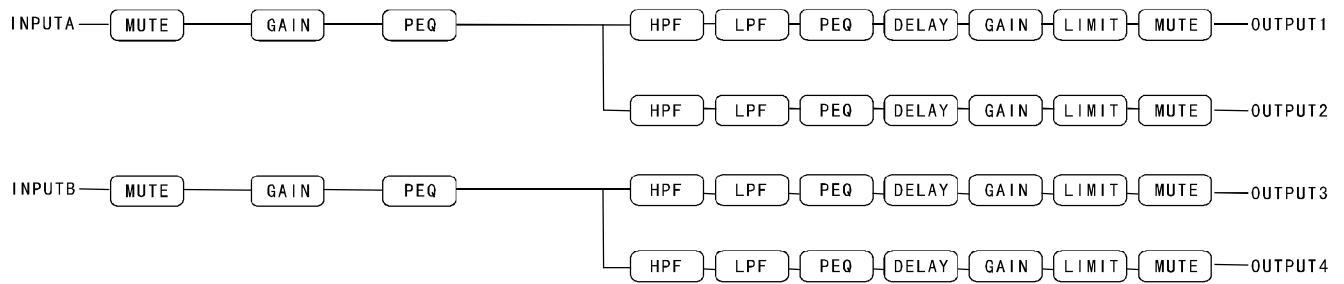 INPUTA MUTE GAIN PEQ HPF LPF PEQ DELAY GAIN LIMIT MUTE OUTPUT1
HPF LPF PEQ DELAY GAIN LIMIT MUTE OUTPUT2
INPUTB MUTE GAIN PEQ HPF LPF PEQ DELAY GAIN LIMIT MUTE OUTPUT3
HPF LPF PEQ DELAY GAIN LIMIT MUTE OUTPUT4